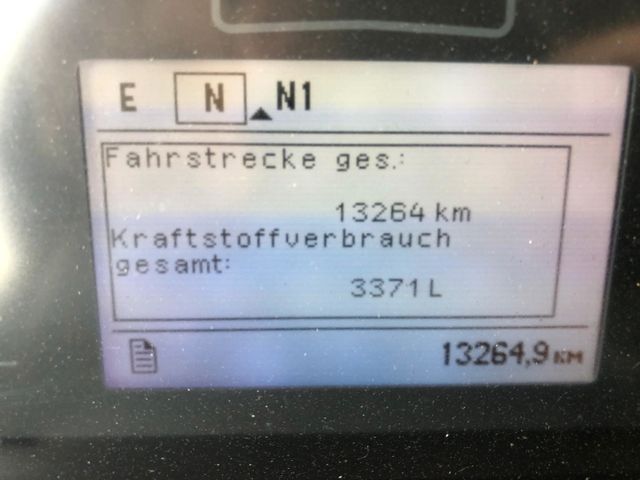 E N N1
Fahrstrecke ges.:
13264 km
Kraftstoffverbrauch
gesamt:
3371 L
13264,9 KM